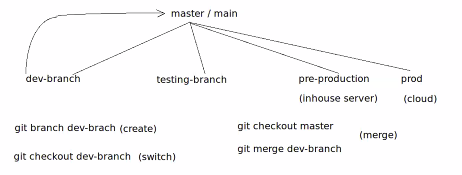 master / main
dev-branch
testing-branch
pre-production
prod
(inhouse server)
(cloud)
git branch dev-brach (create)
git checkout dev-branch (switch)
git checkout master
(merge)
git merge dev-branch